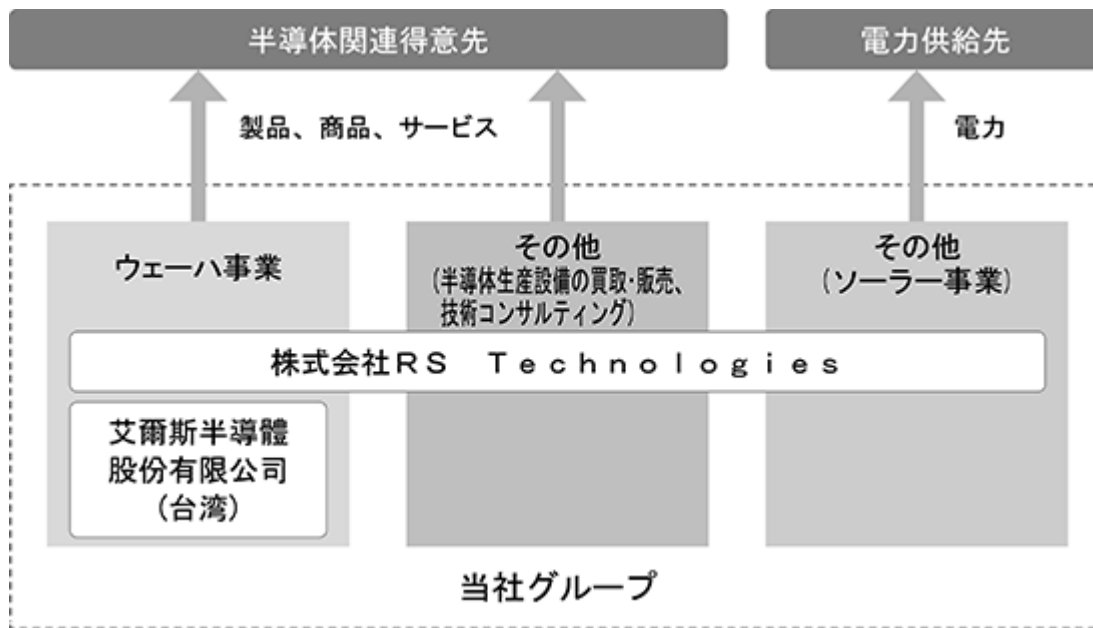 半導体関連得意先
電力供給先
製品、商品、サービス
電力
ウェーハ事業
その他
(半導体生産設備の買取・販売、
技術コンサルティング)
その他
(ソーラー事業)
株式会社RS Technologies
艾爾斯半導體
股份有限公司
(台湾)
当社グループ